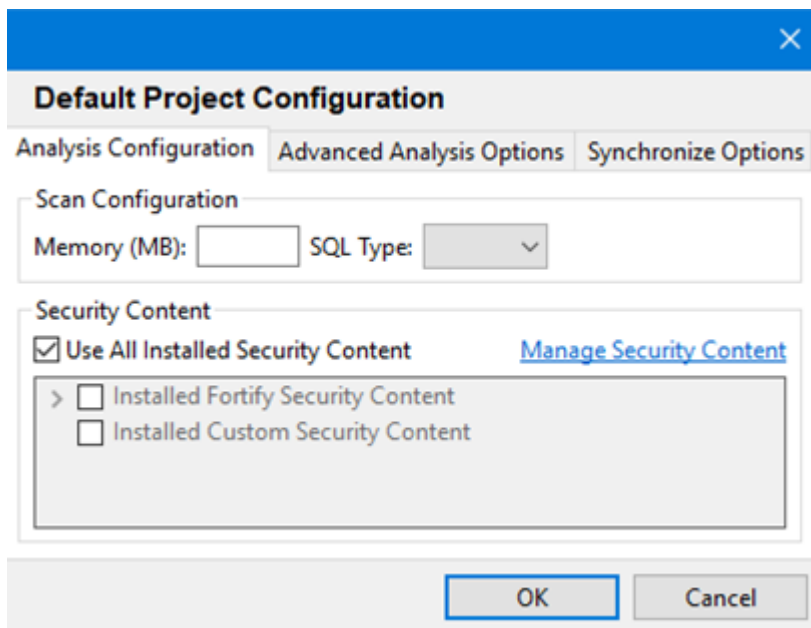 Default Project Configuration
Analysis Configuration Advanced Analysis Options Synchronize Options
Scan Configuration
Memory (MB): SQL Type:
Security Content
Use All Installed Security Content Manage Security Content
Installed Fortify Security Content
Installed Custom Security Content
OK Cancel